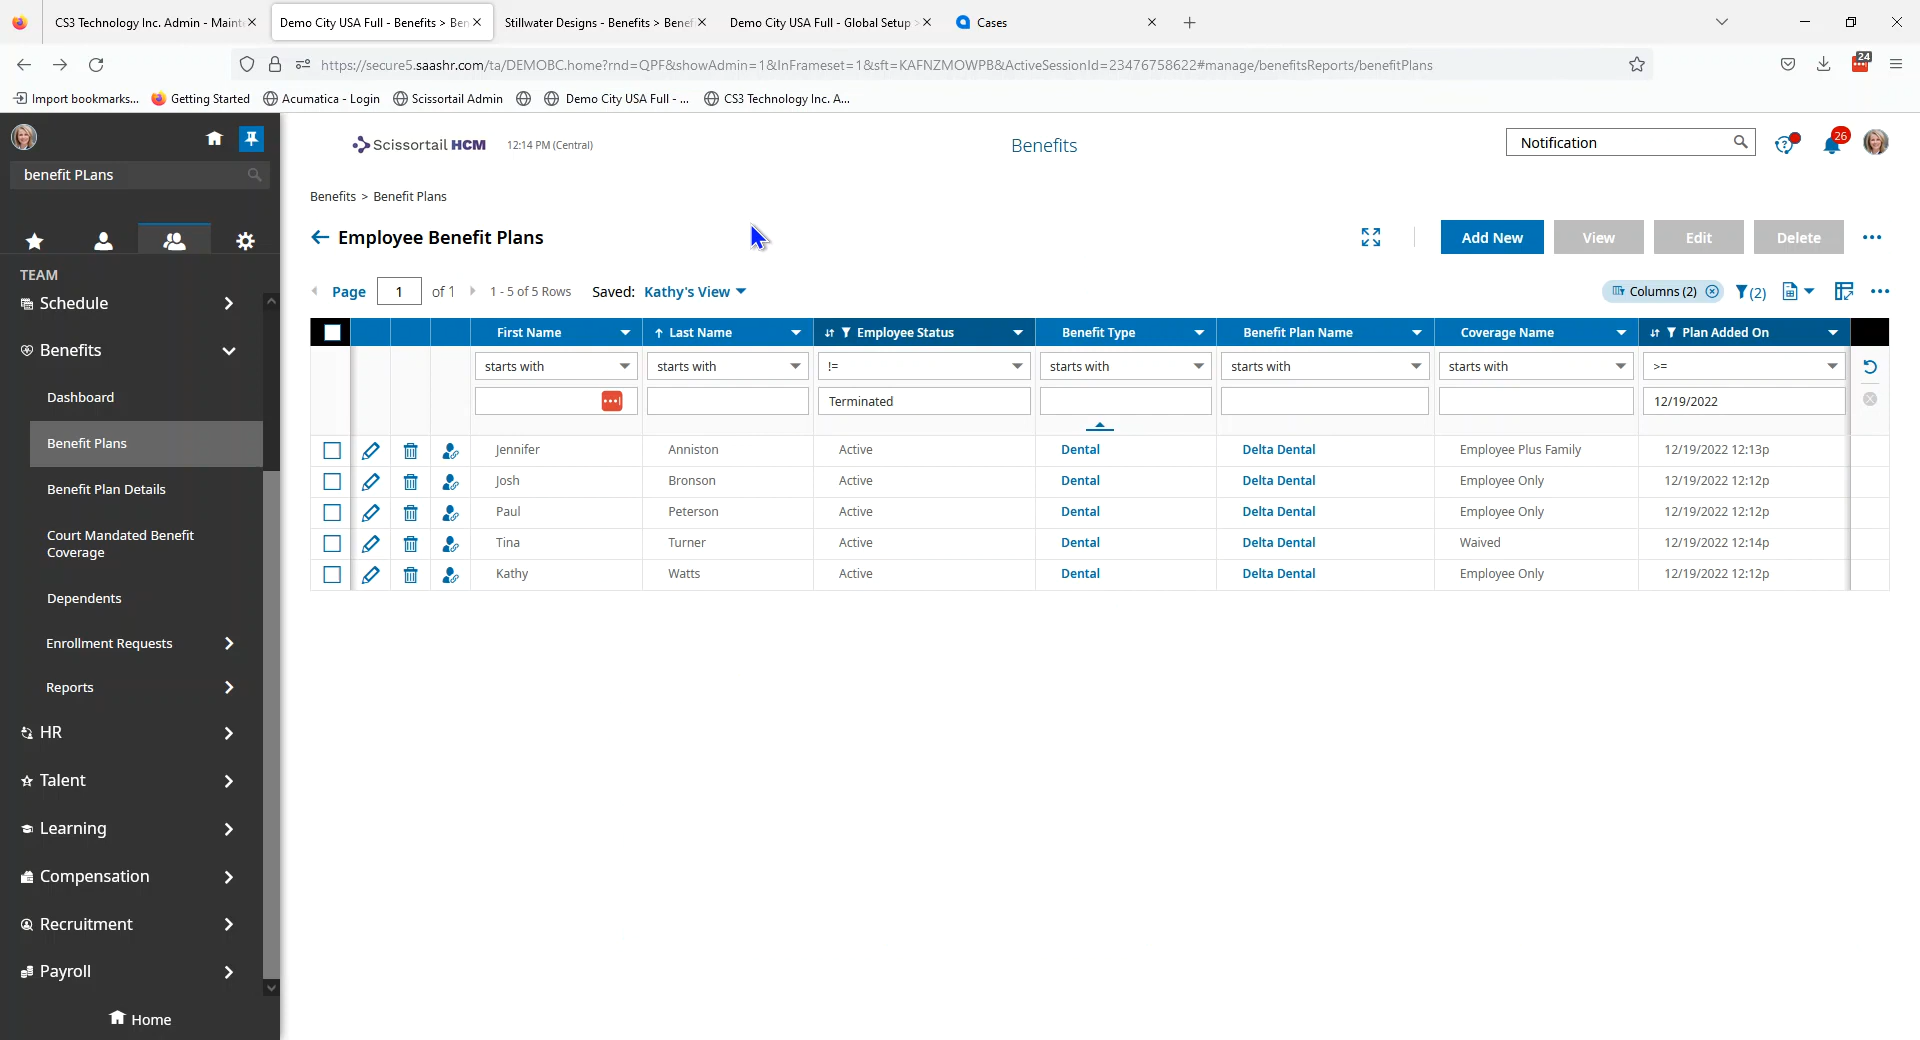 CS3 Technology Inc. Admin - Maint
Demo City USA Full - Benefits > Ben
Stillwater Designs - Benefits > Benef
Demo City USA Full - Global Setup >
Cases
https://secure5.saashr.com/ta/DEMOBC.home?rnd=QPF&showAdmin=1&InFrameset=1&sft=KAFNZMOWPB&ActiveSessionId=23476758622#manage/benefitsReports/benefitPlans
24
Import bookmarks...
Getting Started
Acumatica - Login
Scissortail Admin
Demo City USA Full - ...
CS3 Technology Inc. A...
benefit PLans
TEAM
Schedule
Benefits
Dashboard
Benefit Plans
Benefit Plan Details
Court Mandated Benefit
Coverage
Dependents
Enrollment Requests
Reports
HR
Talent
Learning
Compensation
Recruitment
Payroll
Home
Scissortail HCM
12:14 PM (Central)
Benefits
Notification
26
Benefits > Benefit Plans
Employee Benefit Plans
Add New
View
Edit
Delete
Page 1 of 1 1 - 5 of 5 Rows Saved: Kathy's View
Columns (2)
(2)
First Name Last Name Employee Status Benefit Type Benefit Plan Name Coverage Name Plan Added On
starts with starts with != starts with starts with starts with >=
Terminated 12/19/2022
Jennifer Anniston Active Dental Delta Dental Employee Plus Family 12/19/2022 12:13p
Josh Bronson Active Dental Delta Dental Employee Only 12/19/2022 12:12p
Paul Peterson Active Dental Delta Dental Employee Only 12/19/2022 12:12p
Tina Turner Active Dental Delta Dental Waived 12/19/2022 12:14p
Kathy Watts Active Dental Delta Dental Employee Only 12/19/2022 12:12p